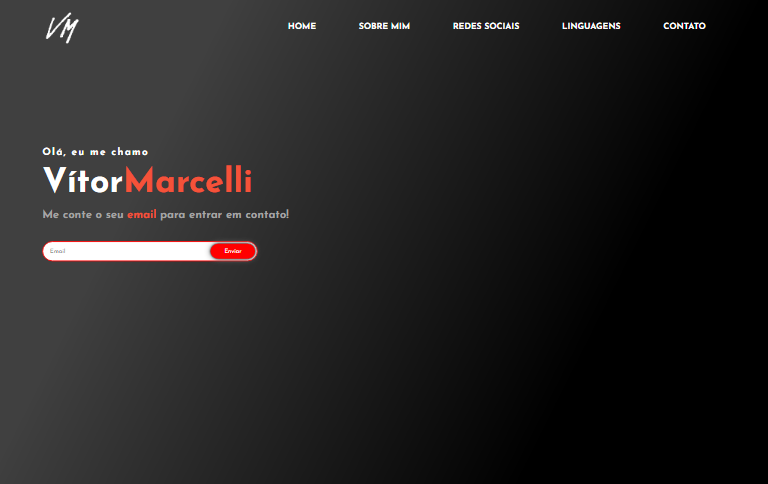 VM
HOME SOBRE MIM REDES SOCIAIS LINGUAGENS CONTATO
Olá, eu me chamo
VítorMarcelli
Me conte o seu email para entrar em contato!
Email Enviar